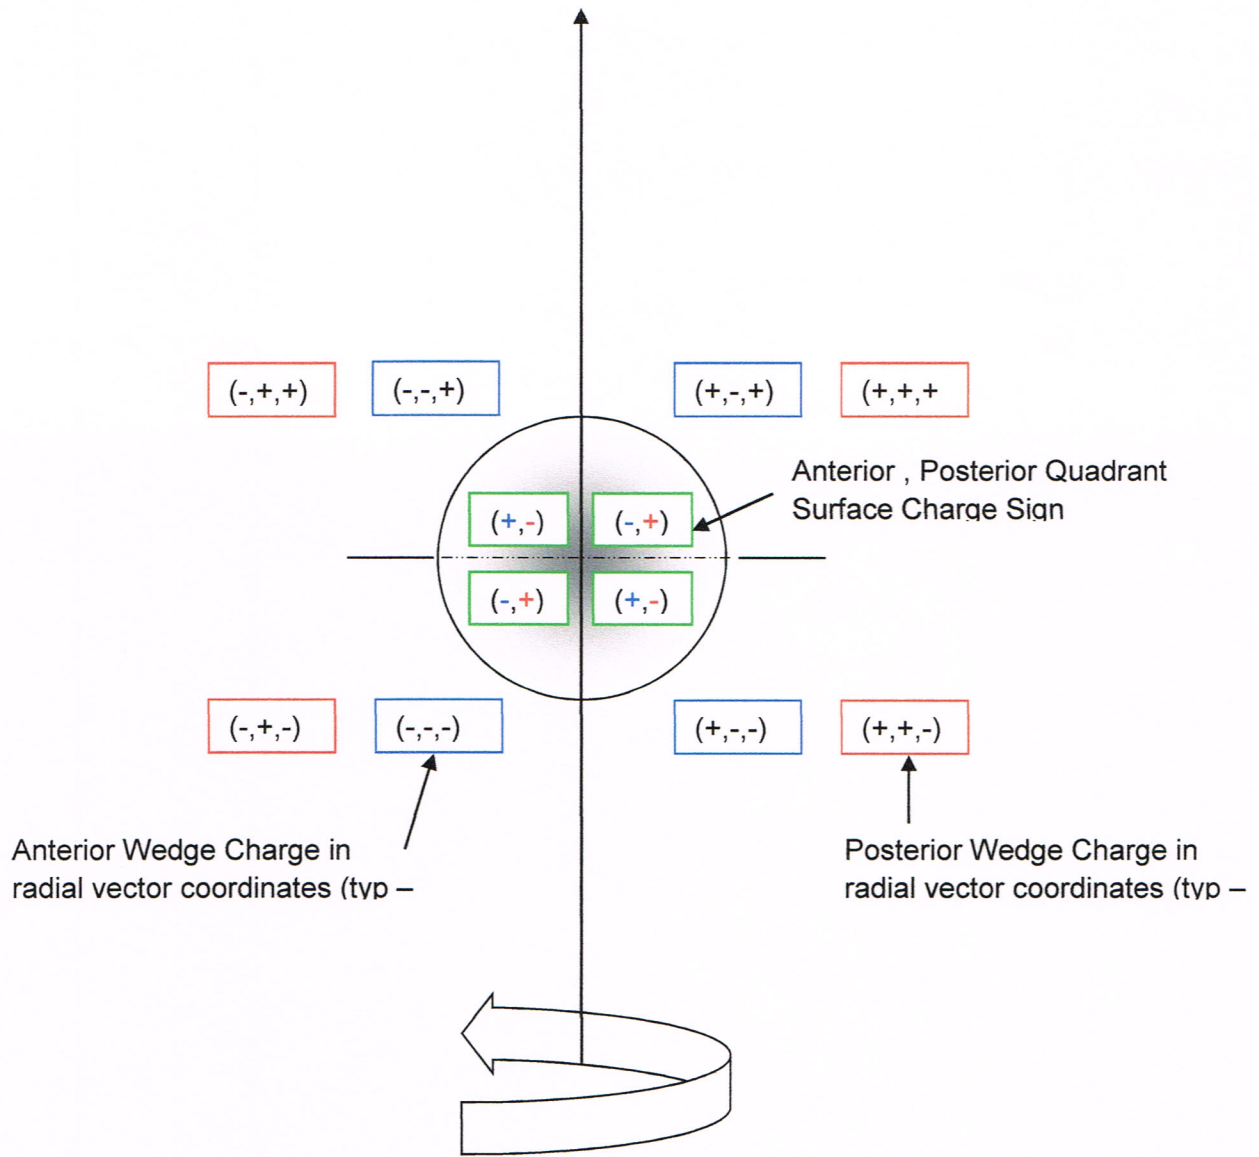 (-,+,+) (-,-,+) (+,-,+) (+,+,+
Anterior , Posterior Quadrant
Surface Charge Sign
(+,-) (-,+)
(-,+) (+,-)
(-,+,-) (-,-,-) (+,-,-) (+,+,-)
Anterior Wedge Charge in
radial vector coordinates (typ –
Posterior Wedge Charge in
radial vector coordinates (typ –